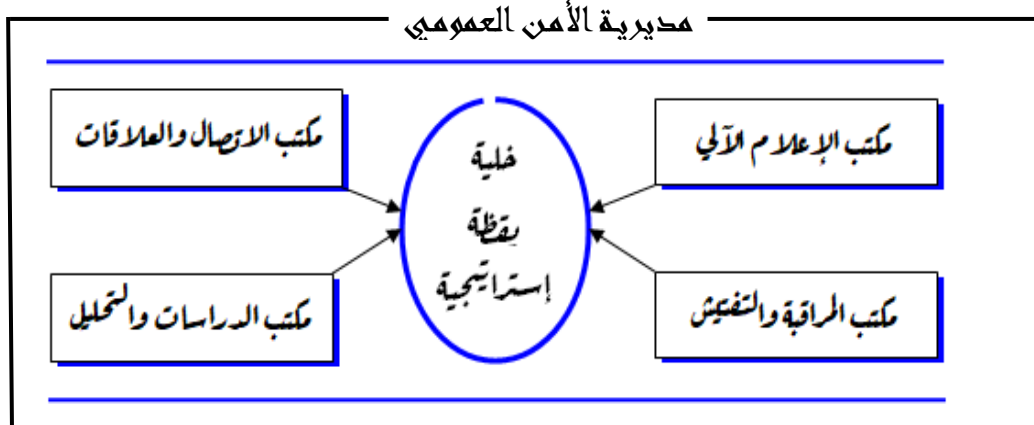 مديرية الأمن العمومي
مكتب الإعلام الآلي
مكتب الاتصال والعلاقات
خلية
يقظة
إستراتيجية
مكتب المراقبة والتفتيش
مكتب الدراسات والتحليل